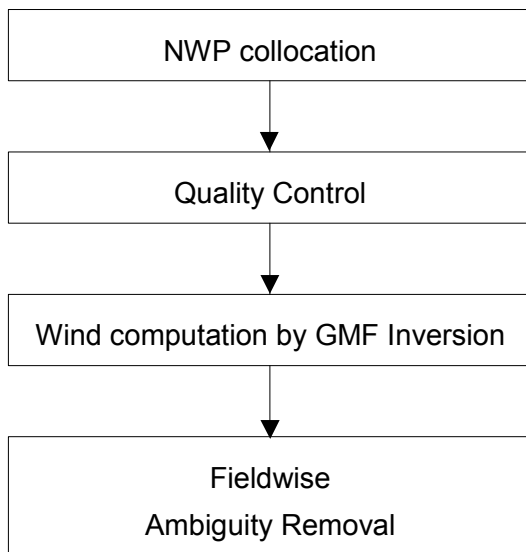 NWP collocation
Quality Control
Wind computation by GMF Inversion
Fieldwise
Ambiguity Removal